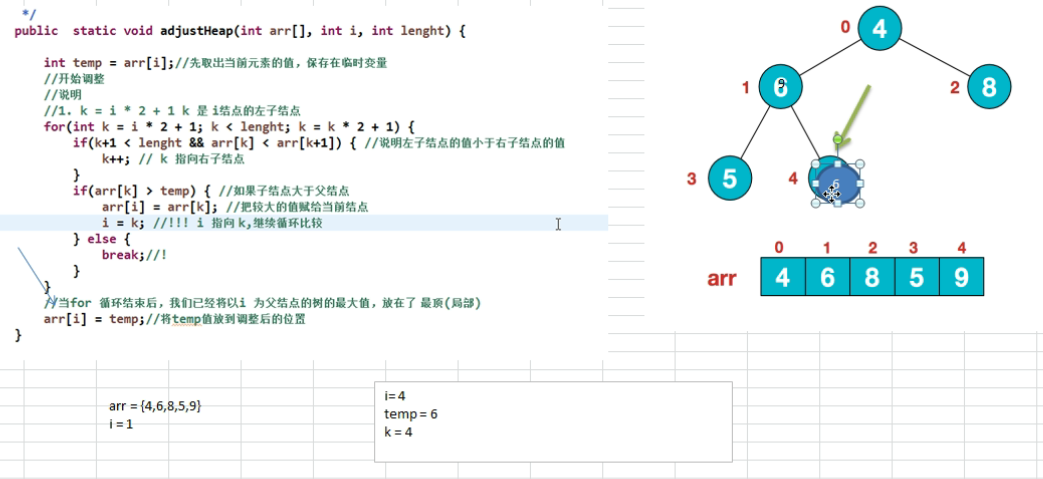 */
public static void adjustHeap(int arr[], int i, int lenght) {
int temp = arr[i];//先取出当前元素的值，保存在临时变量
//开始调整
//说明
//1. k = i * 2 + 1 k 是 i结点的左子结点
for(int k = i * 2 + 1; k < lenght; k = k * 2 + 1) {
if(k+1 < lenght && arr[k] < arr[k+1]) { //说明左子结点的值小于右子结点的值
k++; // k 指向右子结点
}
if(arr[k] > temp) { //如果子结点大于父结点
arr[i] = arr[k]; //把较大的值赋给当前结点
i = k; //!!! i 指向 k,继续循环比较
} else {
break;//!
}
}
//当for 循环结束后，我们已经将以i 为父结点的树的最大值，放在了 最顶(局部)
arr[i] = temp;//将temp值放到调整后的位置
}
0 4
1
2 8
3 5
4 6
0 1 2 3 4
arr 4 6 8 5 9
arr = {4,6,8,5,9}
i = 1
i= 4
temp = 6
k = 4